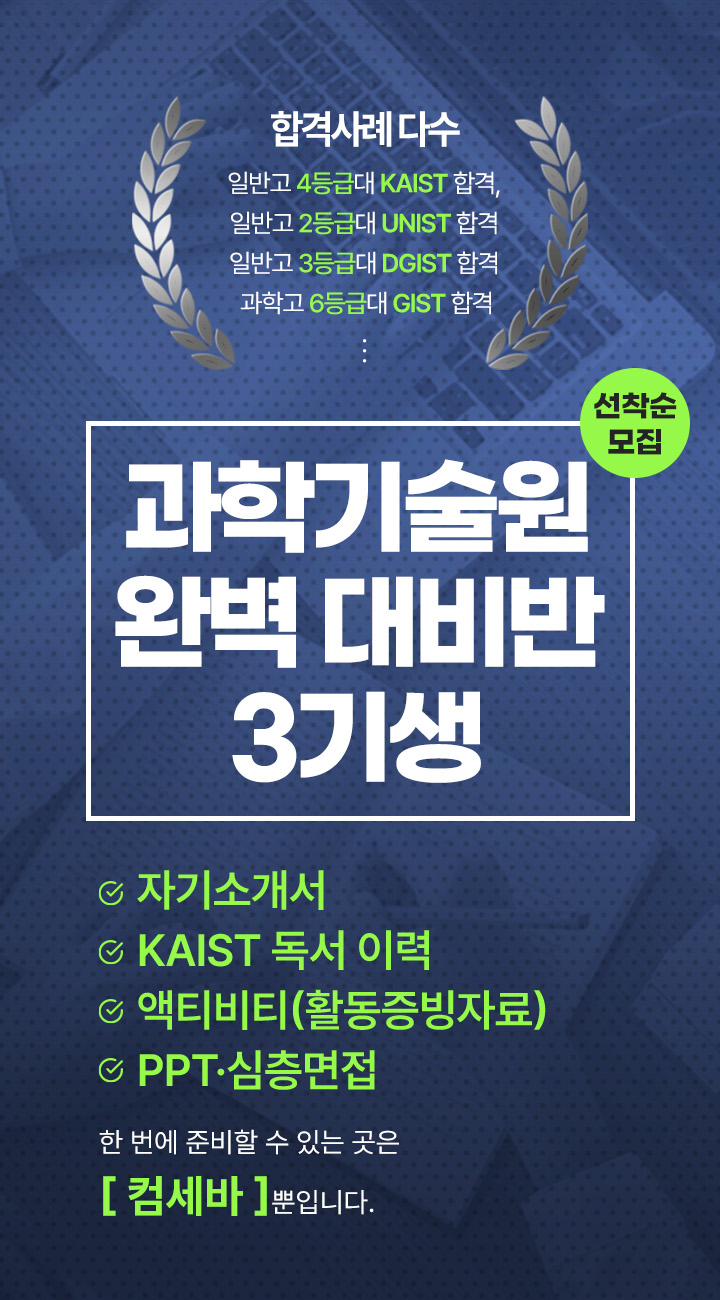 합격사례 다수
일반고 4등급대 KAIST 합격,
일반고 2등급대 UNIST 합격
일반고 3등급대 DGIST 합격
과학고 6등급대 GIST 합격
⋮
선착순
모집
과학기술원
완벽 대비반
3기생
자기소개서
KAIST 독서 이력
액티비티(활동증빙자료)
PPT·심층면접
한 번에 준비할 수 있는 곳은
[ 컴세바 ]뿐입니다.